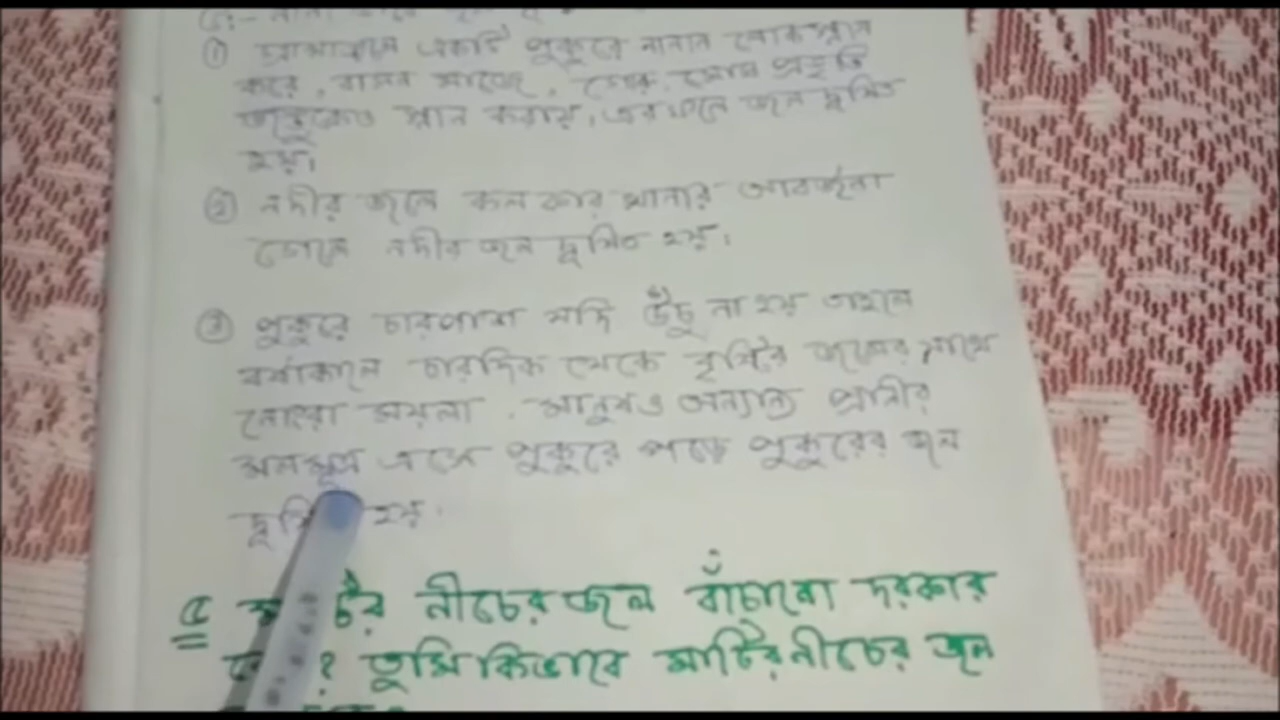 ① গ্রামাঞ্চলে একটি পুকুরে নানান লোক স্নান
করে, বাসন মাজে, গোরু, মোষ প্রভৃতি
জন্তুকেও স্নান করায়, এর ফলে জল দূষিত
হয়।
② নদীর জলে কলকারখানার আবর্জনা
ফেলে নদীর জল দূষিত হয়।
③ পুকুরে চারপাশ যদি উঁচু না হয় তাহলে
বর্ষাকালে চারদিক থেকে বৃষ্টির জলের সাথে
নোংরা ময়লা, মানুষও অন্যান্য প্রানীর
মলমূত্র এসে পুকুরে পড়ে পুকুরের জল
হয়।
নীচের জল বাঁচানো দরকার
? তুমি কিভাবে মাটির নীচের জল